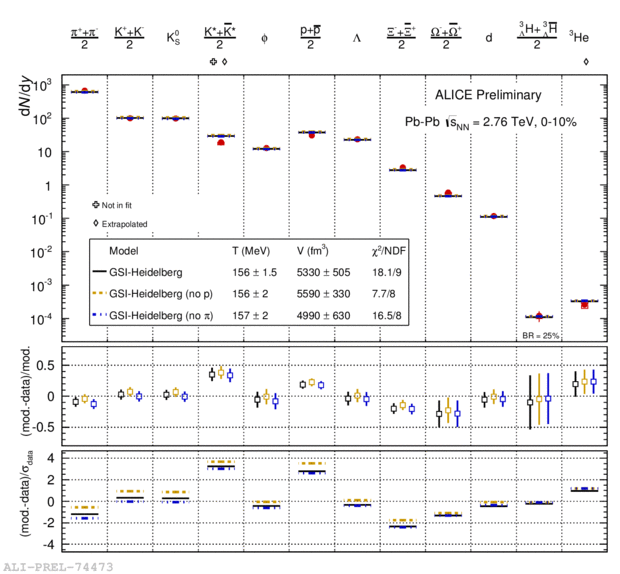 π⁺+π⁻/2 K⁺+K⁻/2 K⁰S K*+K̅*/2 ϕ p+p̅/2 Λ Ξ⁻+Ξ̅⁺/2 Ω⁻+Ω̅⁺/2 d ³ΛH+³ΛH̅/2 ³He
dN/dy
10³
10²
10
1
10⁻¹
10⁻²
10⁻³
10⁻⁴
ALICE Preliminary
Pb-Pb √sNN = 2.76 TeV, 0-10%
Not in fit
Extrapolated
Model T (MeV) V (fm³) χ²/NDF
GSI-Heidelberg 156 ± 1.5 5330 ± 505 18.1/9
GSI-Heidelberg (no p) 156 ± 2 5590 ± 330 7.7/8
GSI-Heidelberg (no π) 157 ± 2 4990 ± 630 16.5/8
BR = 25%
(mod.-data)/mod.
0.5
0
-0.5
(mod.-data)/σdata
4
2
0
-2
-4
ALI-PREL-74473